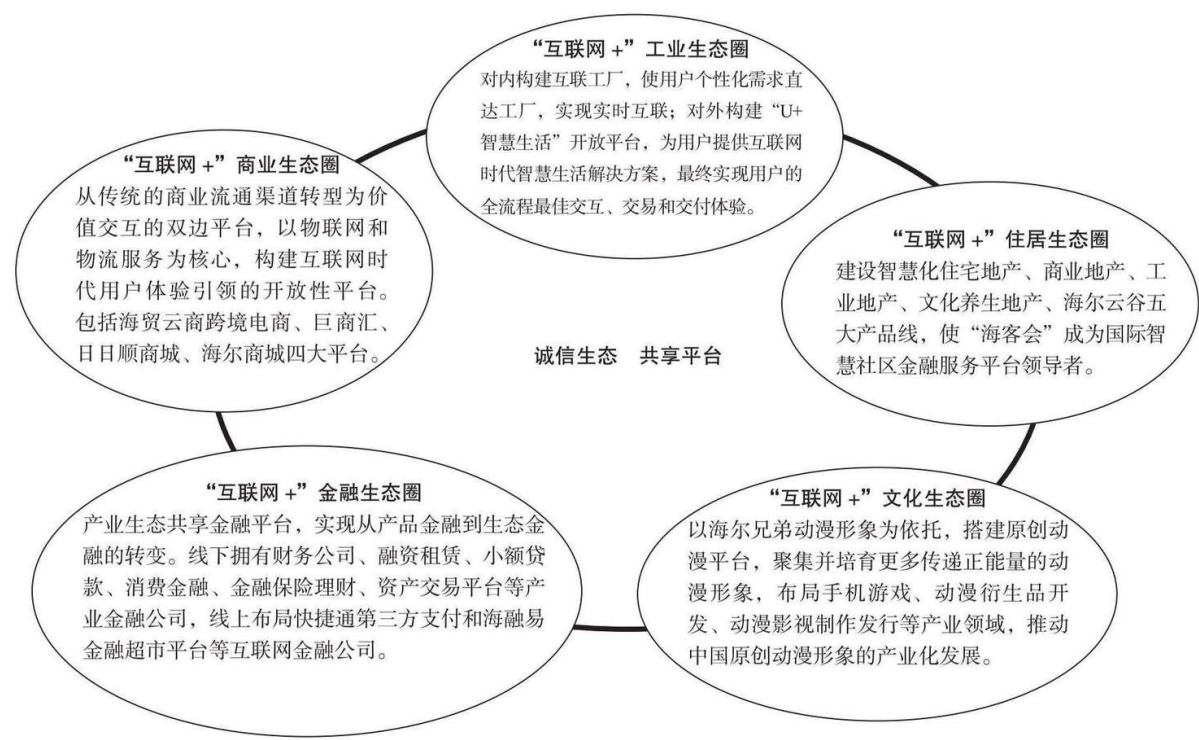 “互联网 +”工业生态圈
对内构建互联工厂，使用户个性化需求直
达工厂，实现实时互联；对外构建“U+
智慧生活”开放平台，为用户提供互联网
时代智慧生活解决方案，最终实现用户的
全流程最佳交互、交易和交付体验。
“互联网 +”商业生态圈
从传统的商业流通渠道转型为价
值交互的双边平台，以物联网和
物流服务为核心，构建互联网时
代用户体验引领的开放性平台。
包括海贸云商跨境电商、巨商汇、
日日顺商城、海尔商城四大平台。
“互联网 +”住居生态圈
建设智慧化住宅地产、商业地产、工
业地产、文化养生地产、海尔云谷五
大产品线，使“海客会”成为国际智
慧社区金融服务平台领导者。
诚信生态 共享平台
“互联网 +”金融生态圈
产业生态共享金融平台，实现从产品金融到生态金
融的转变。线下拥有财务公司、融资租赁、小额贷
款、消费金融、金融保险理财、资产交易平台等产
业金融公司，线上布局快捷通第三方支付和海融易
金融超市平台等互联网金融公司。
“互联网 +”文化生态圈
以海尔兄弟动漫形象为依托，搭建原创动
漫平台，聚集并培育更多传递正能量的动
漫形象，布局手机游戏、动漫衍生品开
发、动漫影视制作发行等产业领域，推动
中国原创动漫形象的产业化发展。